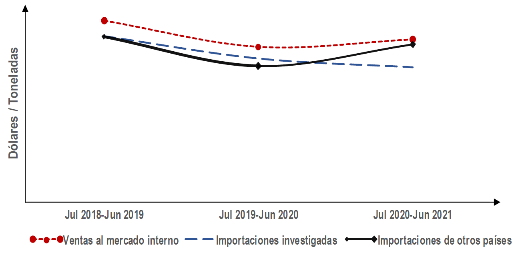 Dólares / Toneladas
Jul 2018-Jun 2019
Jul 2019-Jun 2020
Jul 2020-Jun 2021
Ventas al mercado interno
Importaciones investigadas
Importaciones de otros países